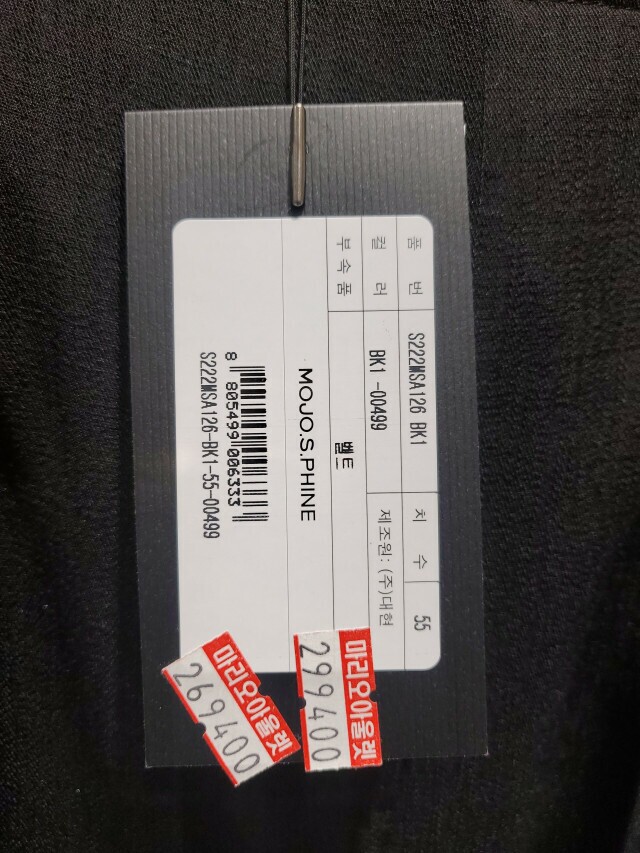 품 번 S222MSA126 BK1 치 수 55
컬 러 BK1 -00499 제조원: (주)대현
부속품 벨트
MOJO.S.PHINE
8 805499 006333
S222MSA126-BK1-55-00499
마리오아울렛
299400
마리오아울렛
269400